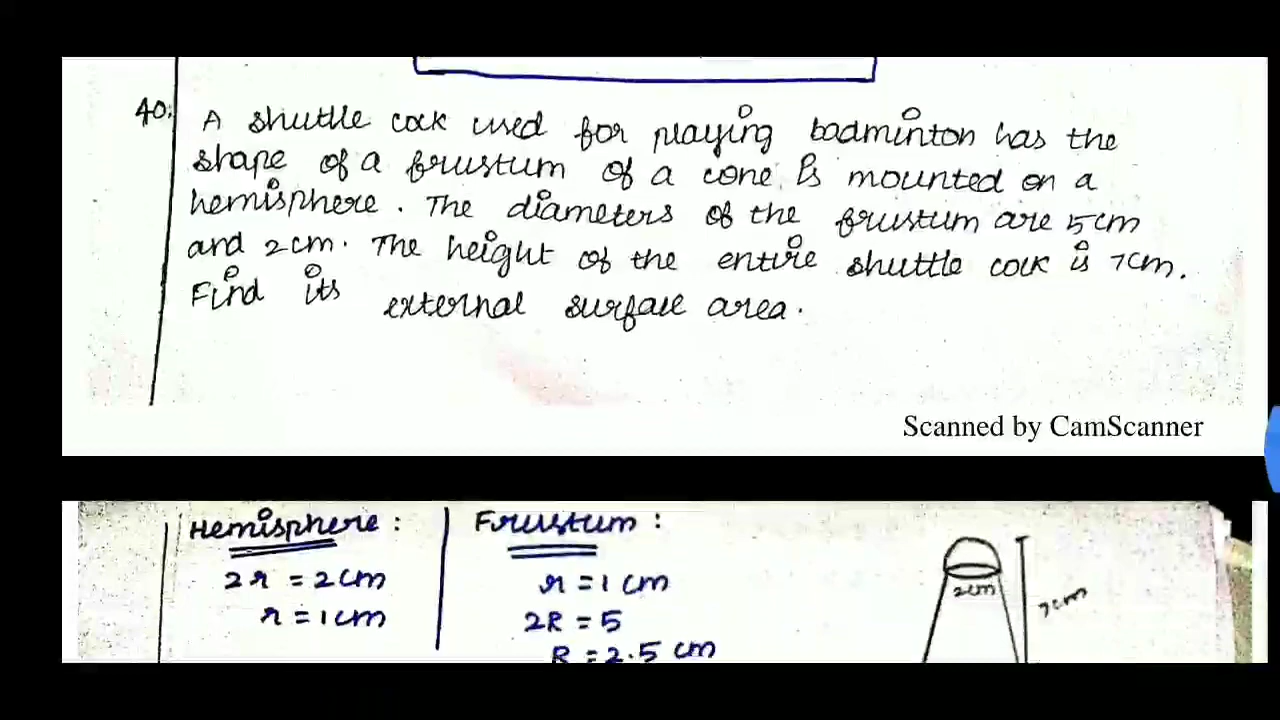 40. A shuttle cock used for playing badminton has the
shape of a frustum of a cone is mounted on a
hemisphere. The diameters of the frustum are 5cm
and 2cm. The height of the entire shuttle cock is 7cm.
Find its external surface area.
Scanned by CamScanner
Hemisphere : Frustum :
2r = 2cm r = 1 cm
r = 1cm 2R = 5
R = 2.5 cm
2cm
7cm